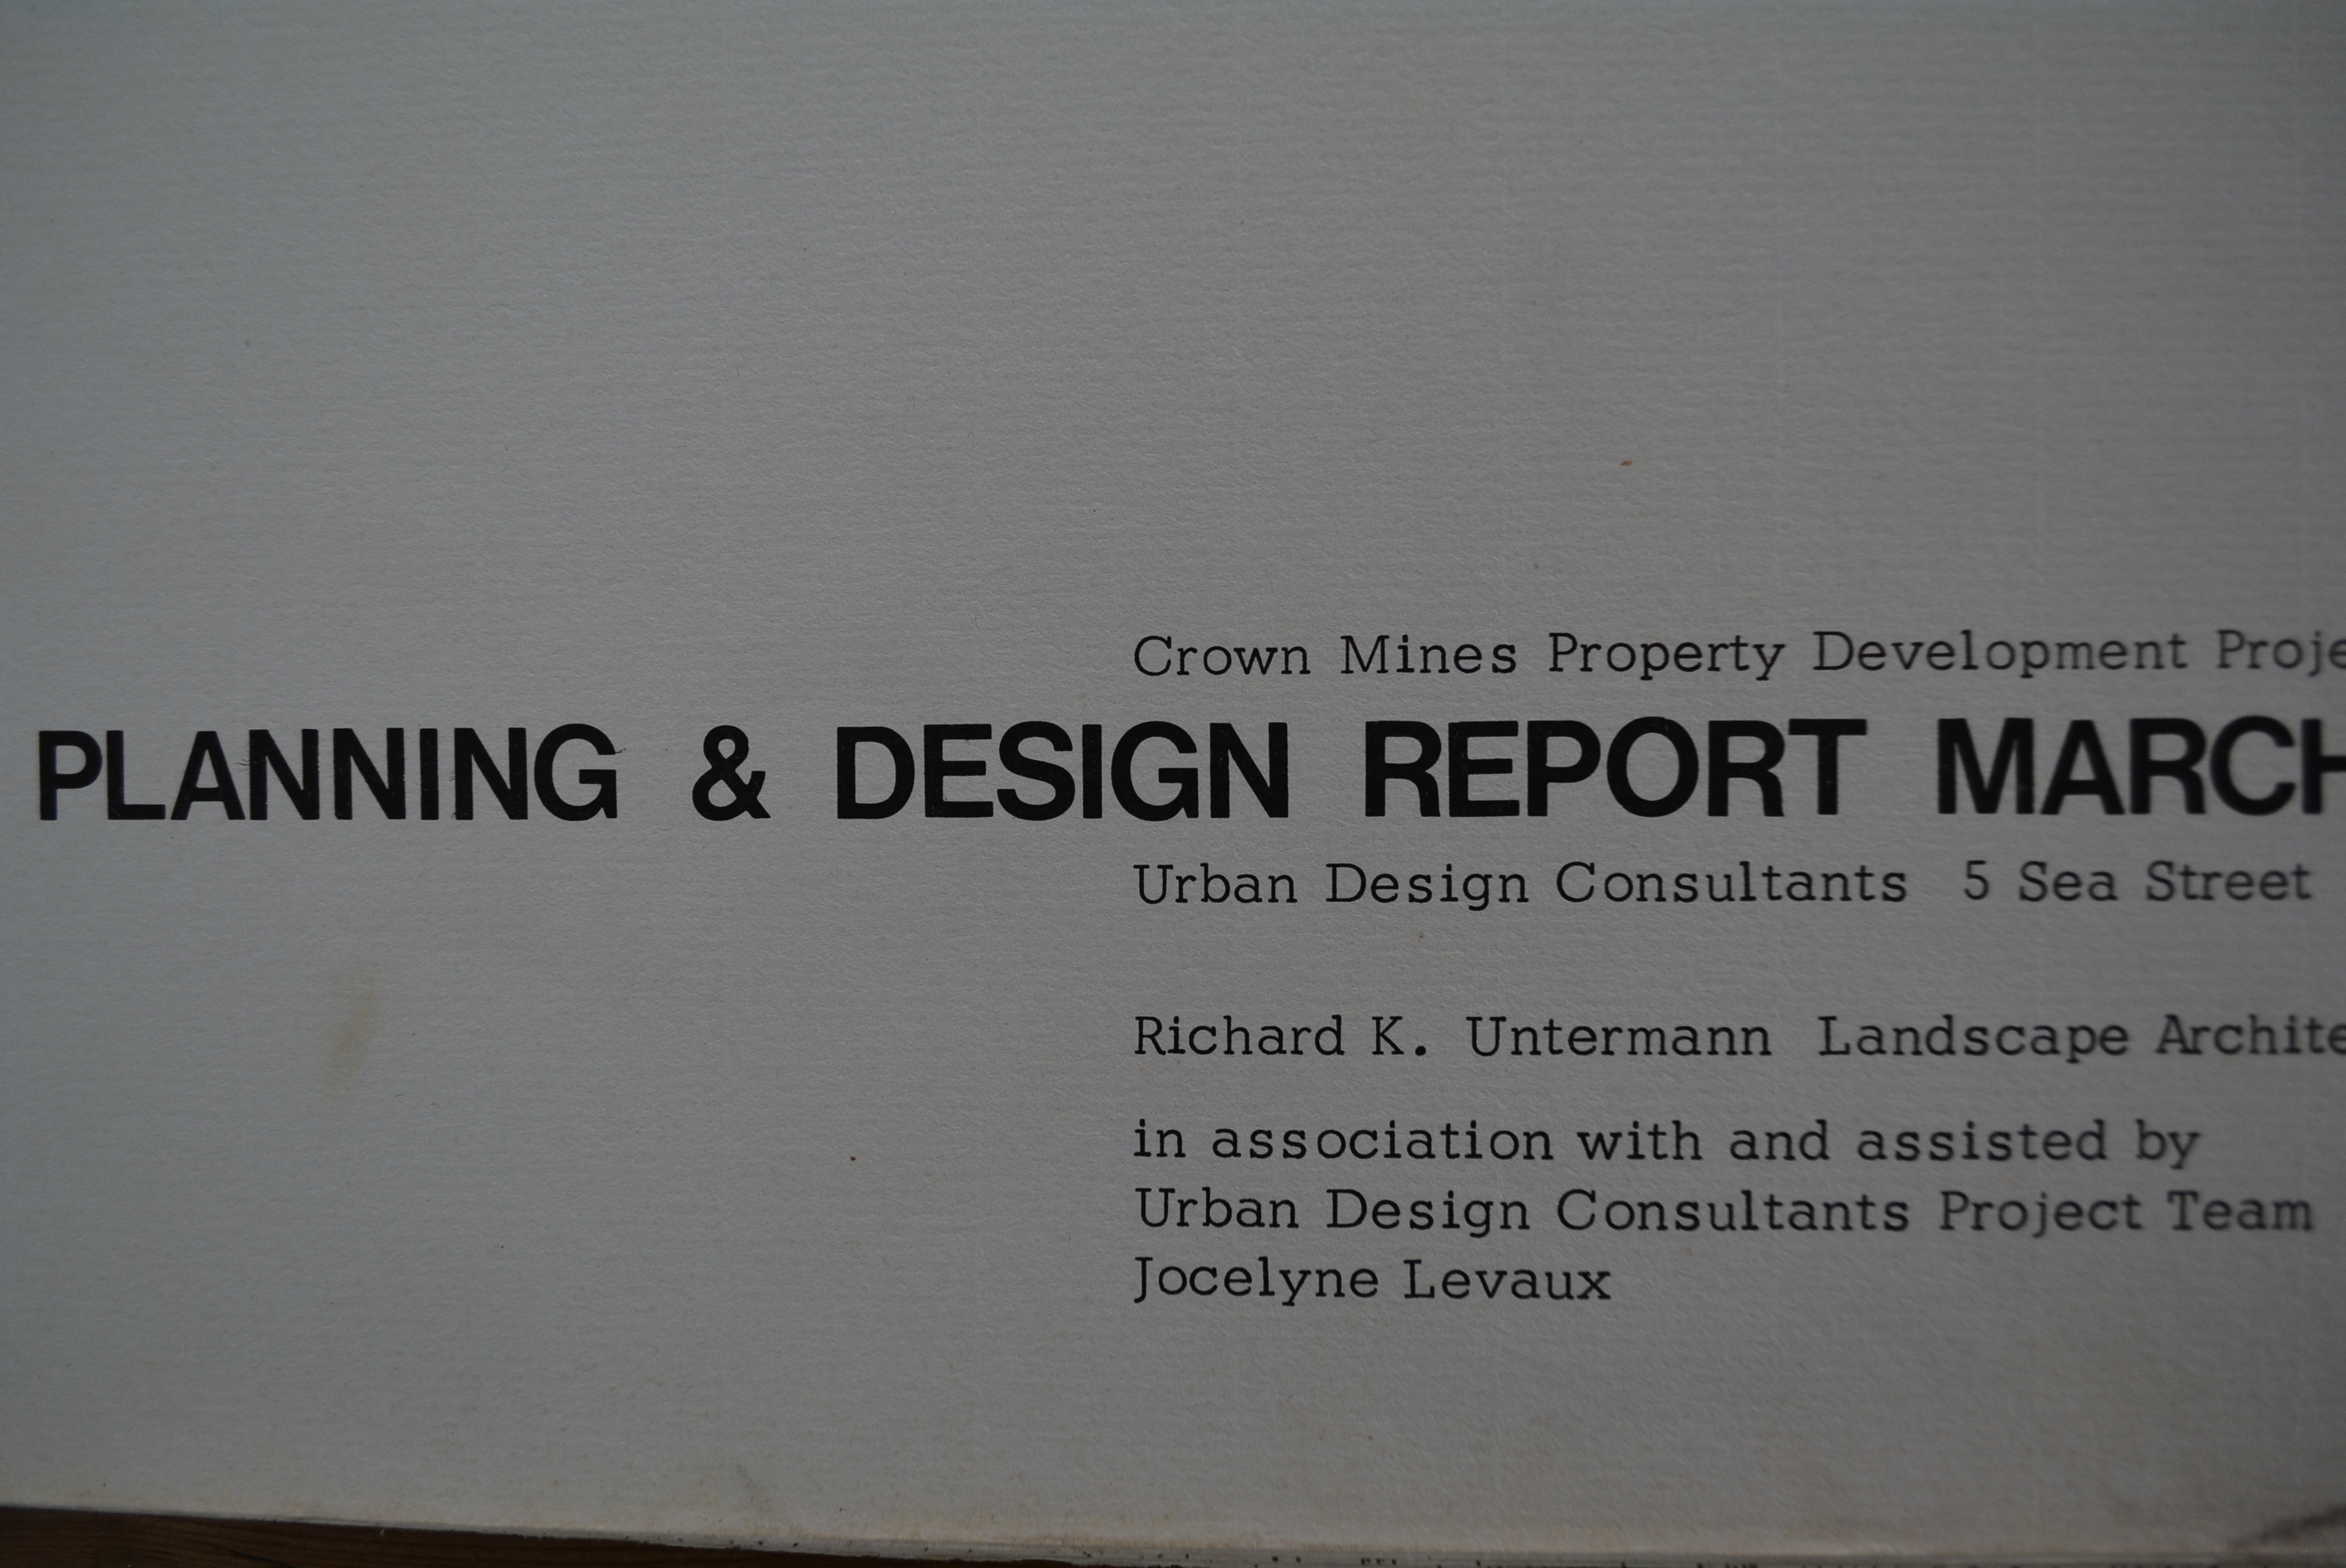 Crown Mines Property Development Proje
PLANNING & DESIGN REPORT MARCH
Urban Design Consultants 5 Sea Street
Richard K. Untermann Landscape Archite
in association with and assisted by
Urban Design Consultants Project Team
Jocelyne Levaux